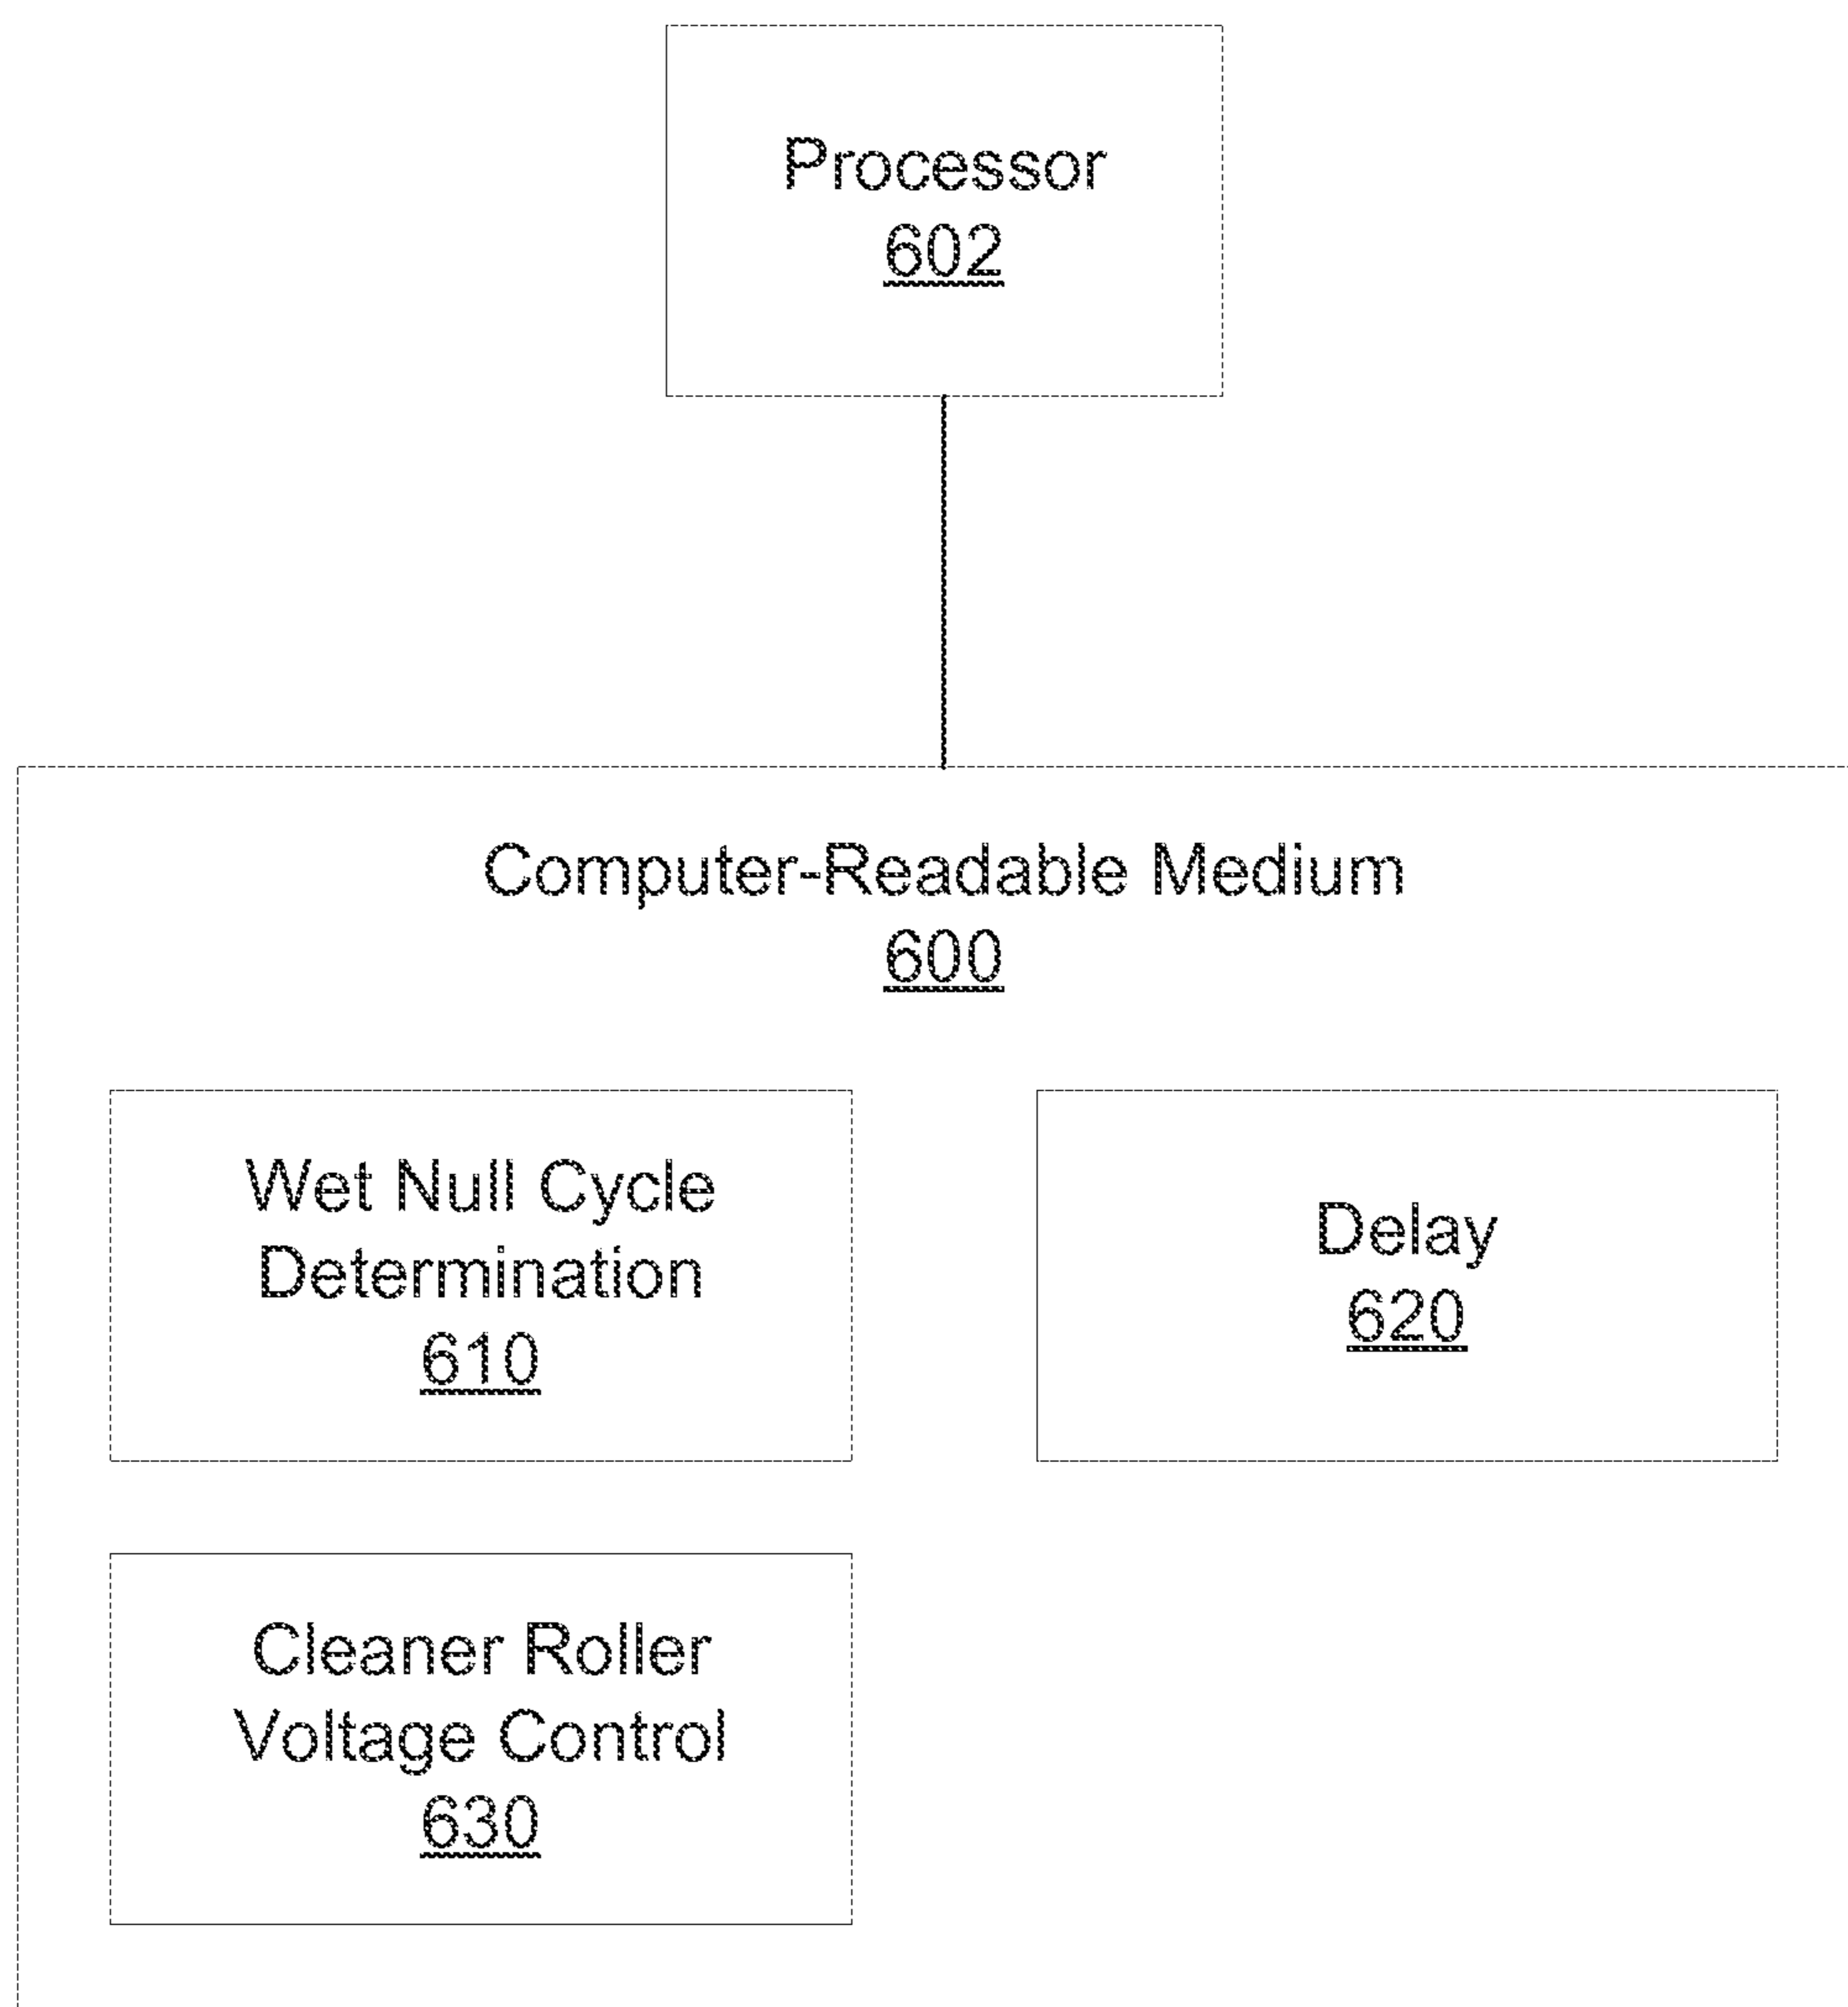 Processor
602
Computer-Readable Medium
600
Wet Null Cycle
Determination
610
Delay
620
Cleaner Roller
Voltage Control
630